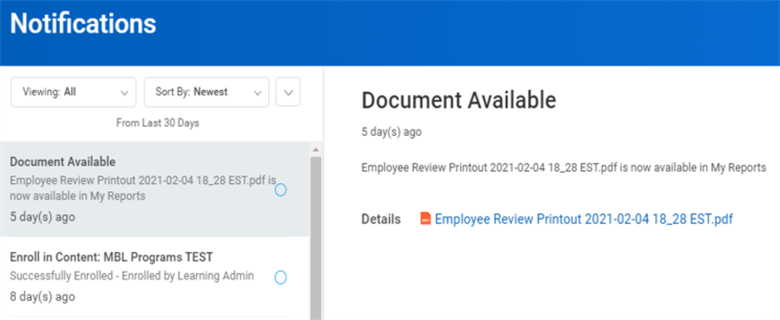 Notifications
Viewing: All
Sort By: Newest
From Last 30 Days
Document Available
Employee Review Printout 2021-02-04 18_28 EST.pdf is
now available in My Reports
5 day(s) ago
Enroll in Content: MBL Programs TEST
Successfully Enrolled - Enrolled by Learning Admin
8 day(s) ago
Document Available
5 day(s) ago
Employee Review Printout 2021-02-04 18_28 EST.pdf is now available in My Reports
Details Employee Review Printout 2021-02-04 18_28 EST.pdf